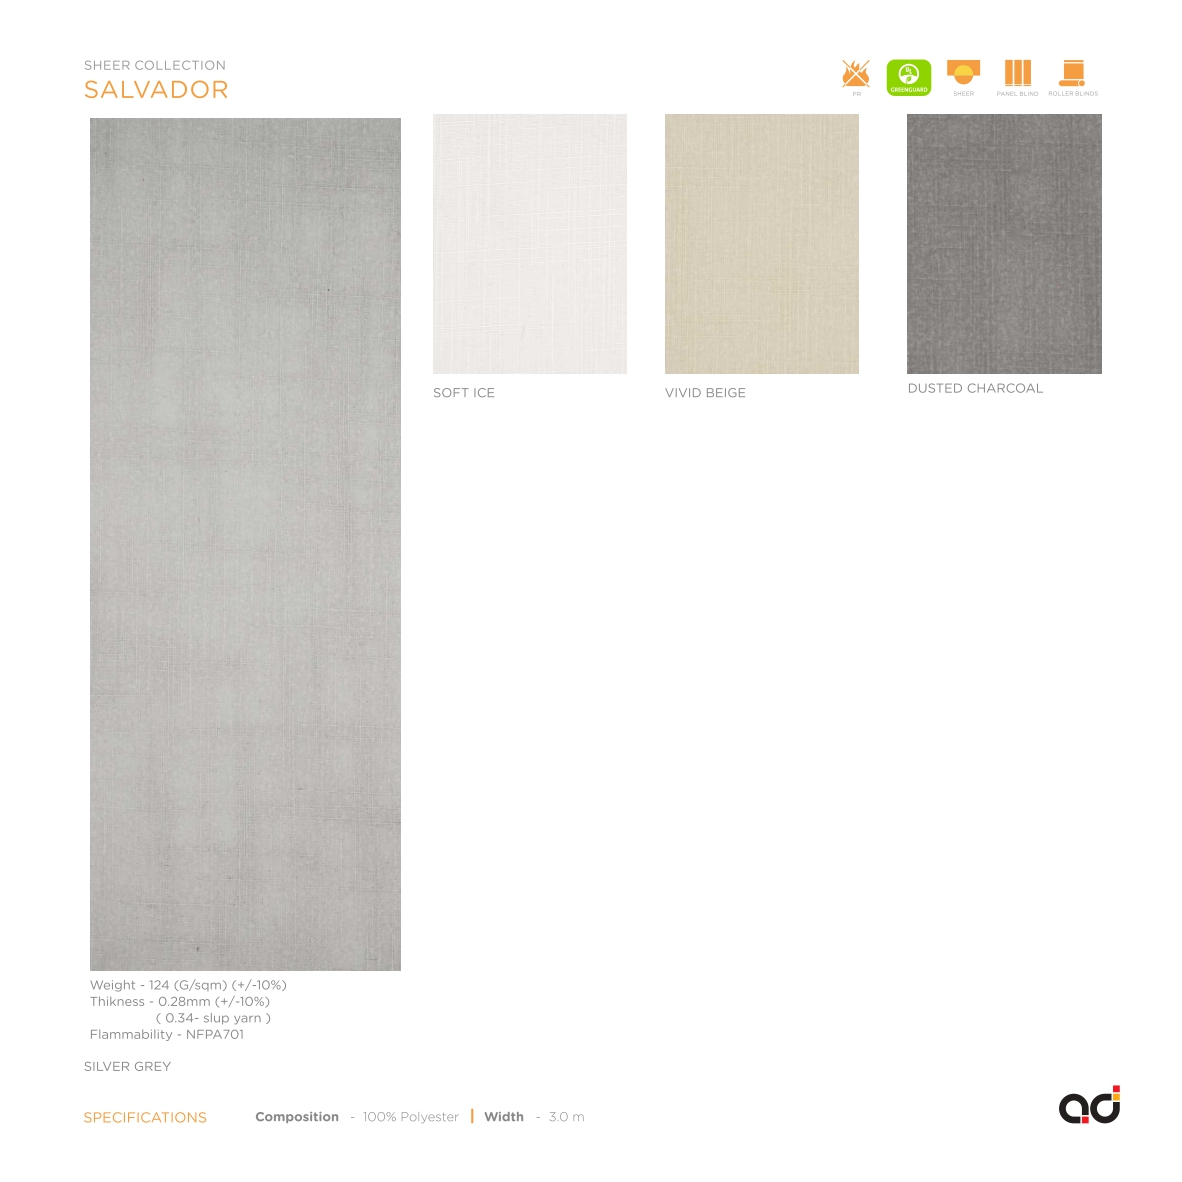 SHEER COLLECTION
SALVADOR
FR
GREENGUARD
SHEER
PANEL BLIND
ROLLER BLINDS
SOFT ICE
VIVID BEIGE
DUSTED CHARCOAL
Weight - 124 (G/sqm) (+/-10%)
Thikness - 0.28mm (+/-10%)
( 0.34- slup yarn )
Flammability - NFPA701
SILVER GREY
SPECIFICATIONS Composition - 100% Polyester | Width - 3.0 m
ad